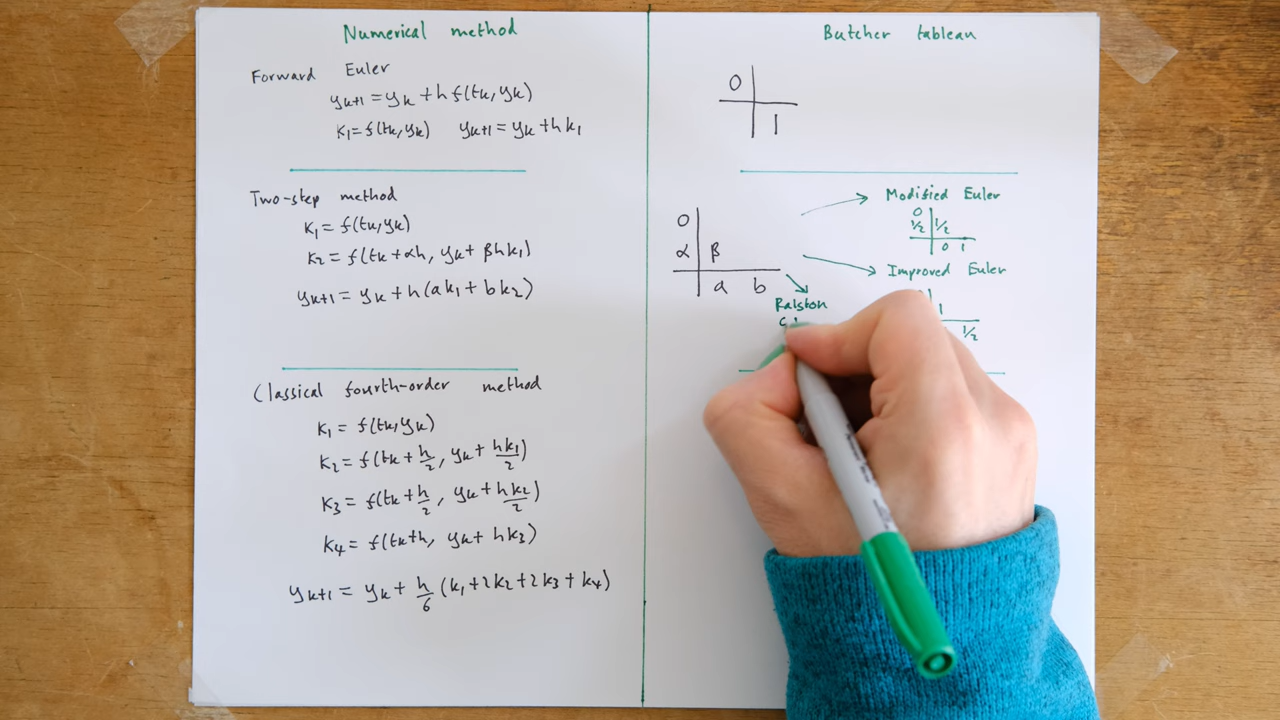 Numerical method
Forward Euler
yₖ₊₁ = yₖ + h f(tₖ, yₖ)
K₁ = f(tₖ, yₖ) yₖ₊₁ = yₖ + h k₁
Two-step method
K₁ = f(tₖ, yₖ)
K₂ = f(tₖ + αh, yₖ + βhk₁)
yₖ₊₁ = yₖ + h(ak₁ + bk₂)
Classical fourth-order method
K₁ = f(tₖ, yₖ)
K₂ = f(tₖ + h/2, yₖ + hk₁/2)
K₃ = f(tₖ + h/2, yₖ + hk₂/2)
K₄ = f(tₖ + h, yₖ + hk₃)
yₖ₊₁ = yₖ + h/6 (k₁ + 2k₂ + 2k₃ + k₄)
Butcher tableau
0
1
0
α β
a b
Modified Euler
0
1/2 1/2
0 1
Improved Euler
1
1/2
Ralston